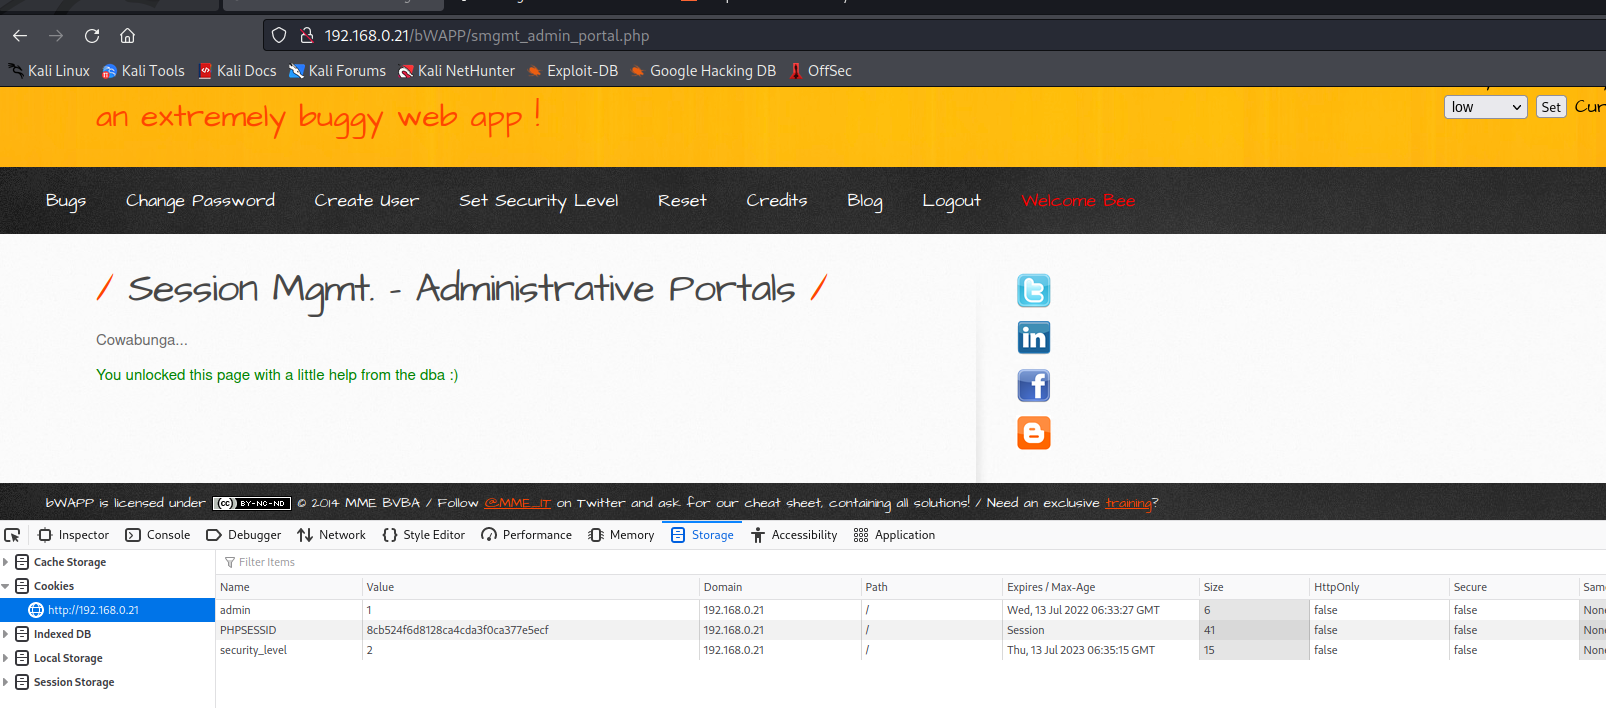 192.168.0.21/bWAPP/smgmt_admin_portal.php
Kali Linux Kali Tools Kali Docs Kali Forums Kali NetHunter Exploit-DB Google Hacking DB OffSec
an extremely buggy web app !
low Set Cur
Bugs Change Password Create User Set Security Level Reset Credits Blog Logout Welcome Bee
/ Session Mgmt. - Administrative Portals /
Cowabunga...
You unlocked this page with a little help from the dba :)
bWAPP is licensed under (cc) BY-NC-ND © 2014 MME BVBA / Follow @MME_IT on Twitter and ask for our cheat sheet, containing all solutions! / Need an exclusive training?
Inspector Console Debugger Network Style Editor Performance Memory Storage Accessibility Application
Cache Storage
Cookies
http://192.168.0.21
Indexed DB
Local Storage
Session Storage
Filter Items
Name Value Domain Path Expires / Max-Age Size HttpOnly Secure Same
admin 1 192.168.0.21 / Wed, 13 Jul 2022 06:33:27 GMT 6 false false None
PHPSESSID 8cb524f6d8128ca4cda3f0ca377e5ecf 192.168.0.21 / Session 41 false false None
security_level 2 192.168.0.21 / Thu, 13 Jul 2023 06:35:15 GMT 15 false false None